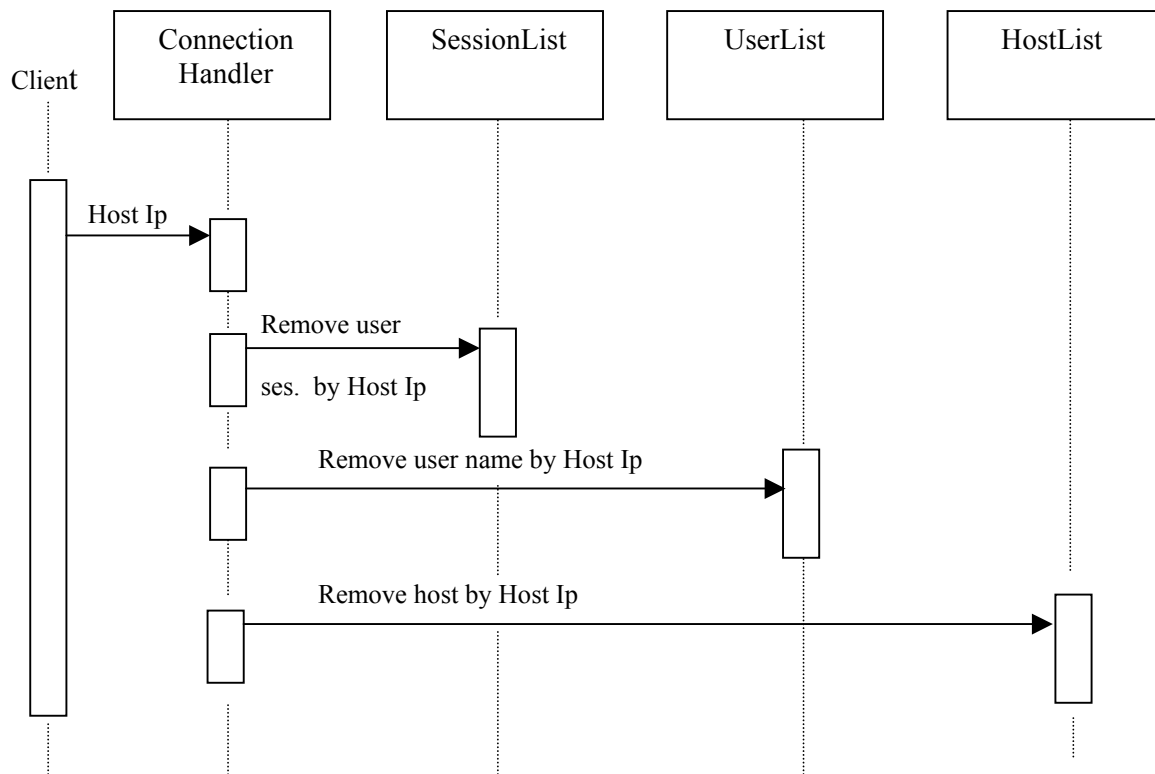 Connection
Handler
SessionList
UserList
HostList
Client
Host Ip
Remove user
ses. by Host Ip
Remove user name by Host Ip
Remove host by Host Ip